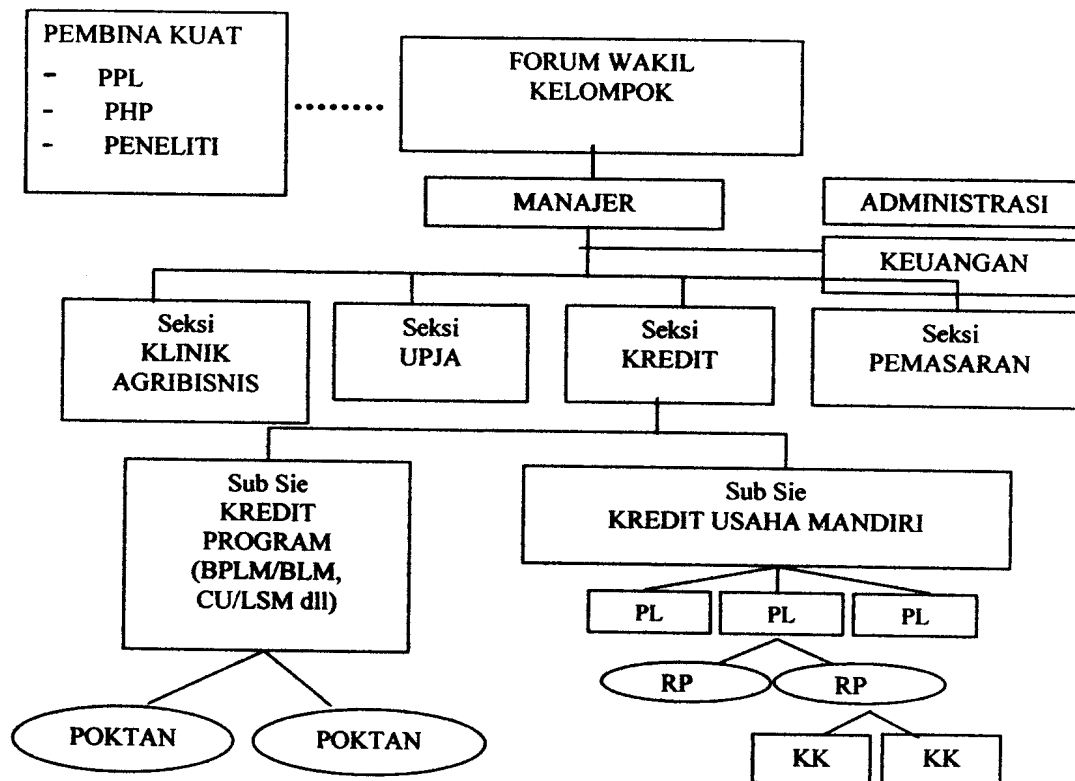 PEMBINA KUAT
- PPL
- PHP
- PENELITI
FORUM WAKIL
KELOMPOK
MANAJER
ADMINISTRASI
KEUANGAN
Seksi
KLINIK
AGRIBISNIS
Seksi
UPJA
Seksi
KREDIT
Seksi
PEMASARAN
Sub Sie
KREDIT
PROGRAM
(BPLM/BLM,
CU/LSM dll)
Sub Sie
KREDIT USAHA MANDIRI
PL
PL
PL
RP
RP
POKTAN
POKTAN
KK
KK